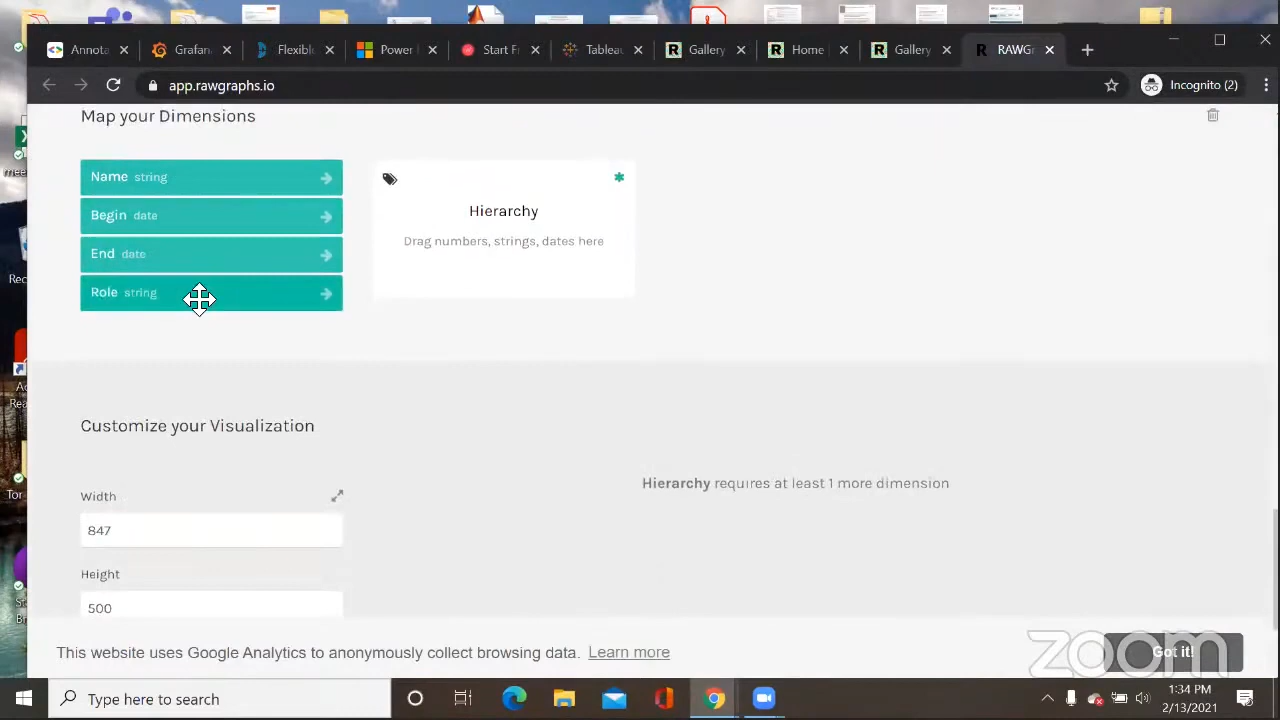 Annota
Grafan
Flexibl
Power
Start Fr
Tableau
Gallery
Home
Gallery
RAWGr
app.rawgraphs.io
Incognito (2)
Map your Dimensions
Name string
Begin date
End date
Role string
Hierarchy
Drag numbers, strings, dates here
Customize your Visualization
Hierarchy requires at least 1 more dimension
Width
847
Height
500
This website uses Google Analytics to anonymously collect browsing data. Learn more
Got it!
zoom
Type here to search
1:34 PM
2/13/2021